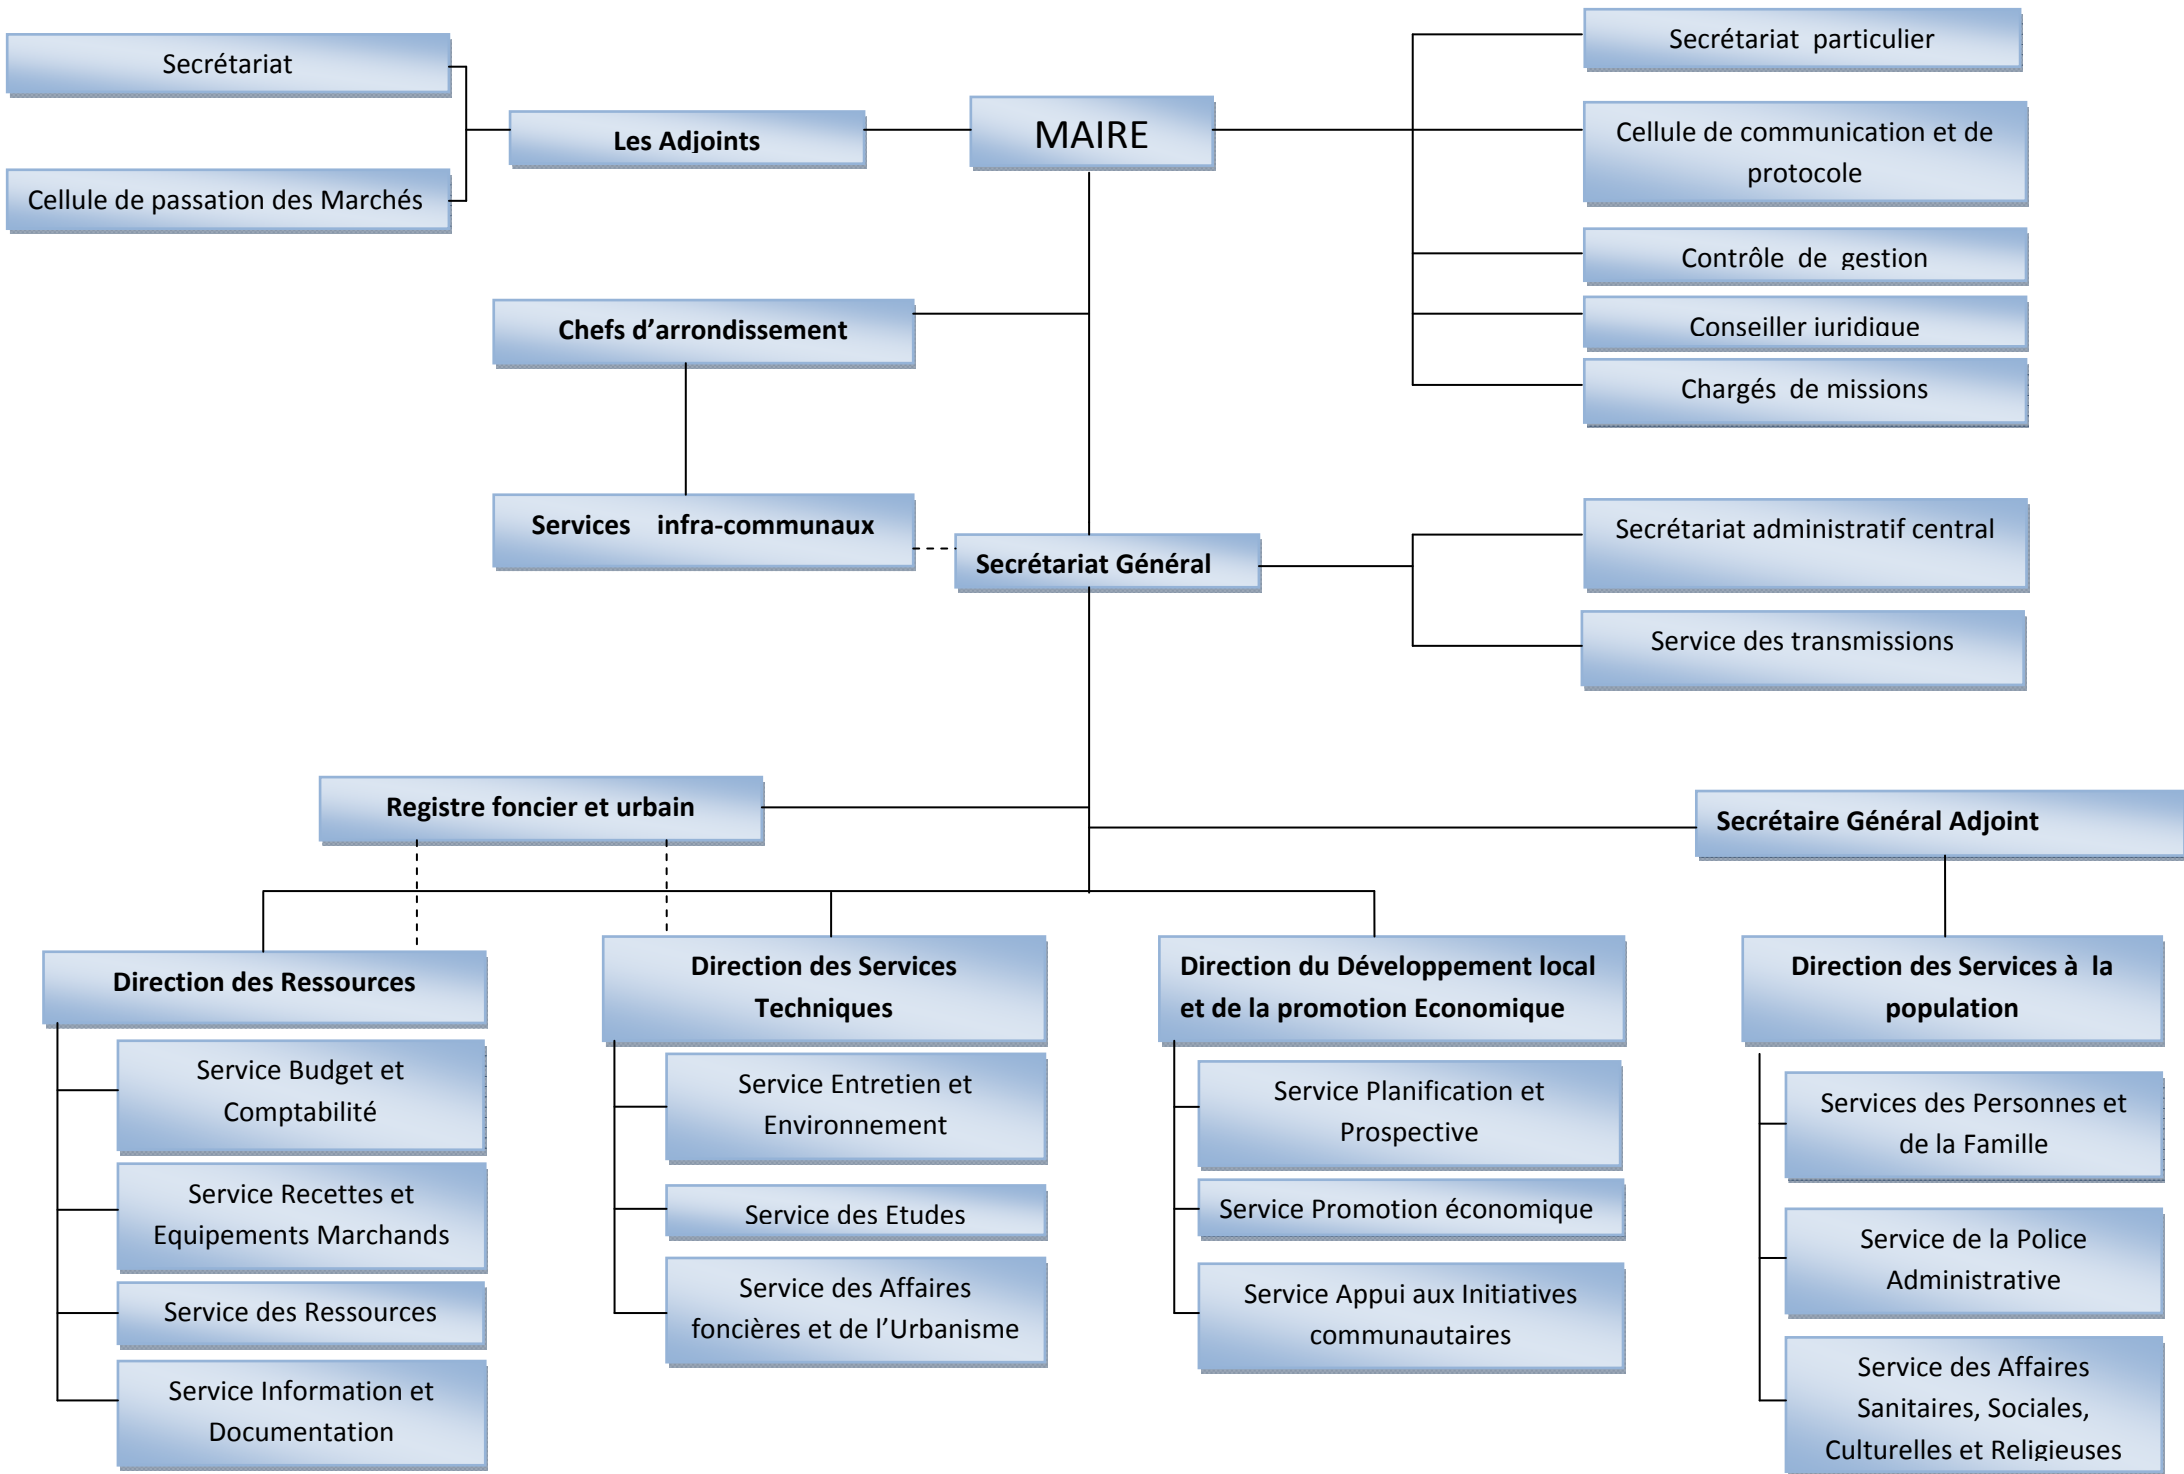 Secrétariat
Cellule de passation des Marchés
Les Adjoints
MAIRE
Secrétariat particulier
Cellule de communication et de
protocole
Contrôle de gestion
Conseiller juridique
Chargés de missions
Chefs d’arrondissement
Services infra-communaux
Secrétariat Général
Secrétariat administratif central
Service des transmissions
Registre foncier et urbain
Secrétaire Général Adjoint
Direction des Ressources
Service Budget et
Comptabilité
Service Recettes et
Equipements Marchands
Service des Ressources
Service Information et
Documentation
Direction des Services
Techniques
Service Entretien et
Environnement
Service des Etudes
Service des Affaires
foncières et de l’Urbanisme
Direction du Développement local
et de la promotion Economique
Service Planification et
Prospective
Service Promotion économique
Service Appui aux Initiatives
communautaires
Direction des Services à la
population
Services des Personnes et
de la Famille
Service de la Police
Administrative
Service des Affaires
Sanitaires, Sociales,
Culturelles et Religieuses